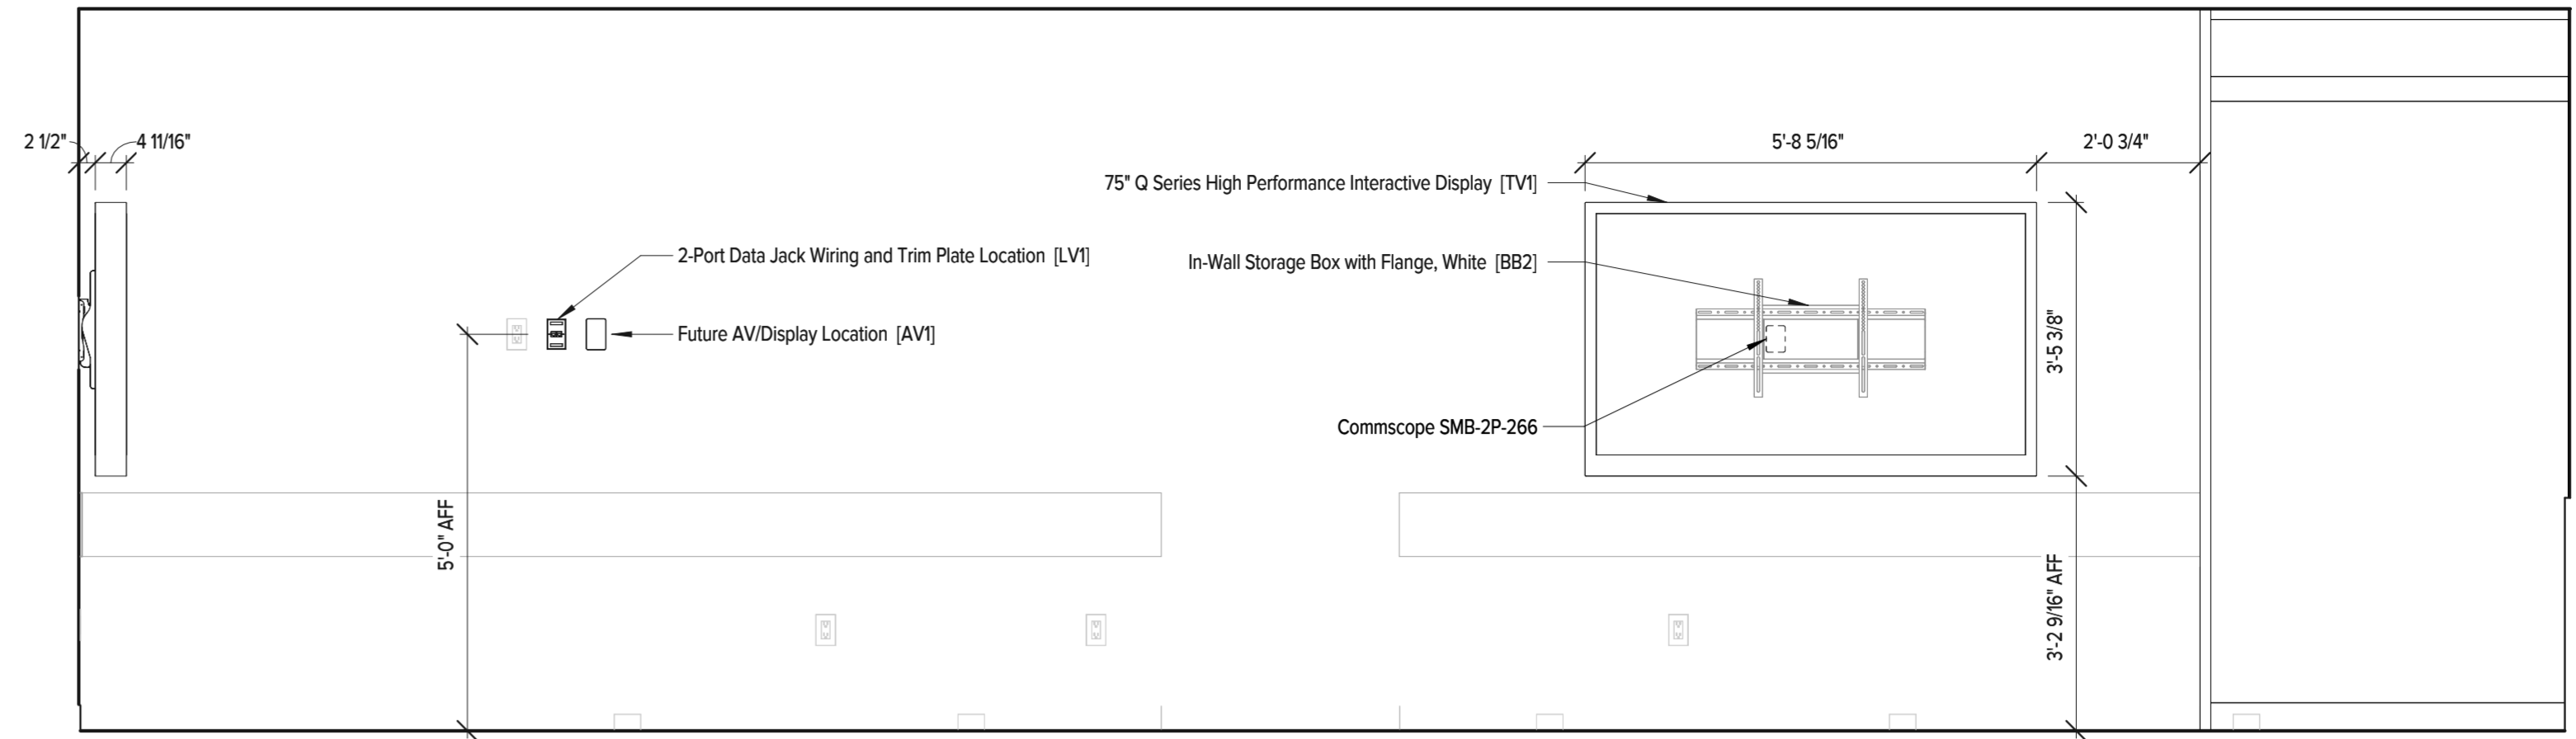 2 1/2"
4 11/16"
5'-8 5/16"
2'-0 3/4"
75" Q Series High Performance Interactive Display [TV1]
2-Port Data Jack Wiring and Trim Plate Location [LV1]
In-Wall Storage Box with Flange, White [BB2]
Future AV/Display Location [AV1]
3'-5 3/8"
Commscope SMB-2P-266
5'-0" AFF
3'-2 9/16" AFF